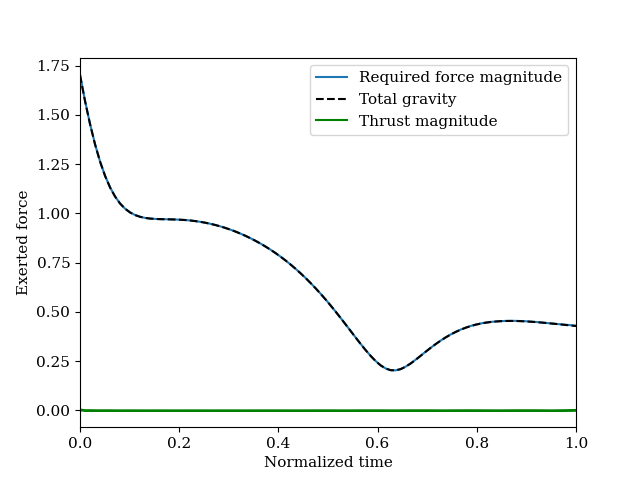 1.75
1.50
1.25
1.00
0.75
0.50
0.25
0.00
Exerted force
Required force magnitude
Total gravity
Thrust magnitude
0.0 0.2 0.4 0.6 0.8 1.0
Normalized time